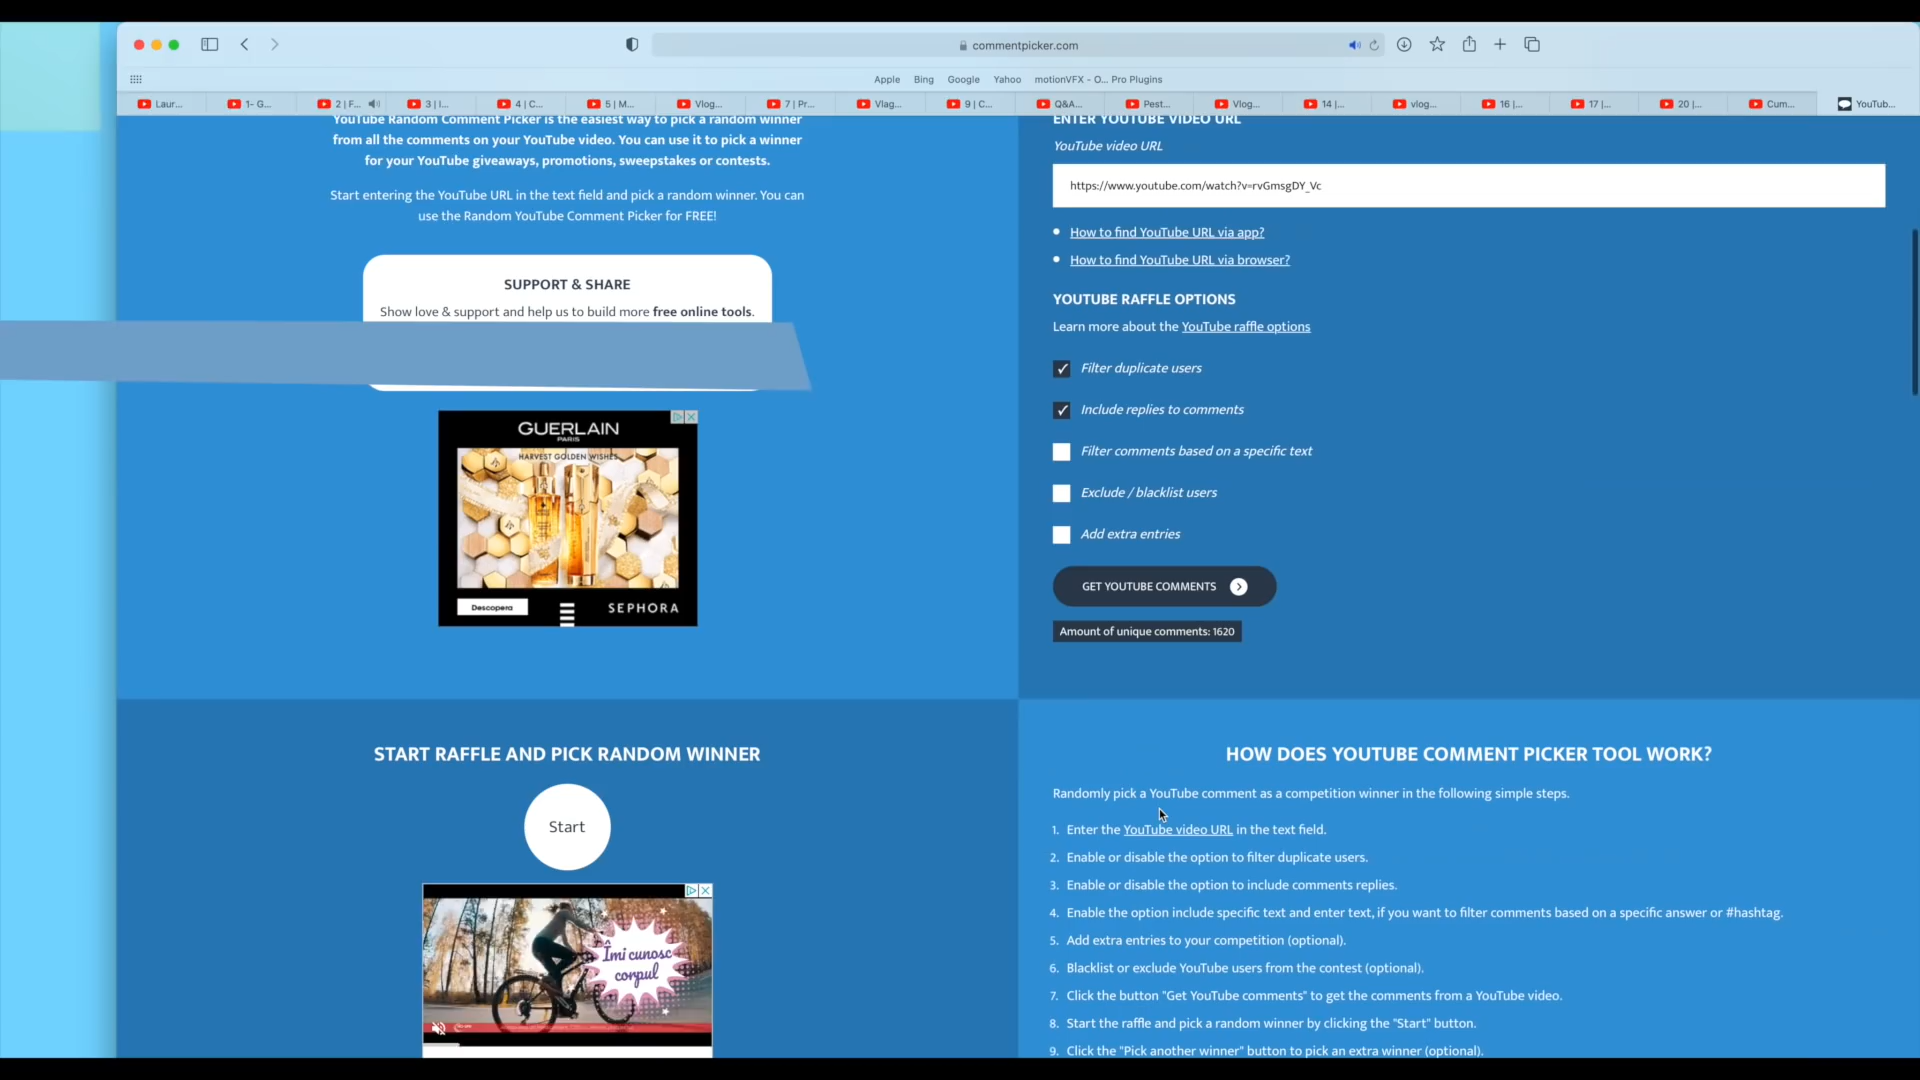 commentpicker.com
Apple
Bing
Google
Yahoo
motionVFX - O... Pro Plugins
Laur...
1- G...
2 | F...
3 | I...
4 | C...
5 | M...
Vlog...
7 | Pr...
Vlag...
9 | C...
Q&A...
Pest...
Vlog...
14 |...
vlog...
16 |...
17 |...
20 |...
Cum...
YouTub...
YouTube Random Comment Picker is the easiest way to pick a random winner
from all the comments on your YouTube video. You can use it to pick a winner
for your YouTube giveaways, promotions, sweepstakes or contests.
Start entering the YouTube URL in the text field and pick a random winner. You can
use the Random YouTube Comment Picker for FREE!
SUPPORT & SHARE
Show love & support and help us to build more free online tools.
GUERLAIN
PARIS
HARVEST GOLDEN WISHES
Descopera
SEPHORA
ENTER YOUTUBE VIDEO URL
YouTube video URL
https://www.youtube.com/watch?v=rvGmsgDY_Vc
How to find YouTube URL via app?
How to find YouTube URL via browser?
YOUTUBE RAFFLE OPTIONS
Learn more about the YouTube raffle options
Filter duplicate users
Include replies to comments
Filter comments based on a specific text
Exclude / blacklist users
Add extra entries
GET YOUTUBE COMMENTS
Amount of unique comments: 1620
START RAFFLE AND PICK RANDOM WINNER
Start
Îmi cunosc
corpul
HOW DOES YOUTUBE COMMENT PICKER TOOL WORK?
Randomly pick a YouTube comment as a competition winner in the following simple steps.
1. Enter the YouTube video URL in the text field.
2. Enable or disable the option to filter duplicate users.
3. Enable or disable the option to include comments replies.
4. Enable the option include specific text and enter text, if you want to filter comments based on a specific answer or #hashtag.
5. Add extra entries to your competition (optional).
6. Blacklist or exclude YouTube users from the contest (optional).
7. Click the button "Get YouTube comments" to get the comments from a YouTube video.
8. Start the raffle and pick a random winner by clicking the "Start" button.
9. Click the "Pick another winner" button to pick an extra winner (optional).